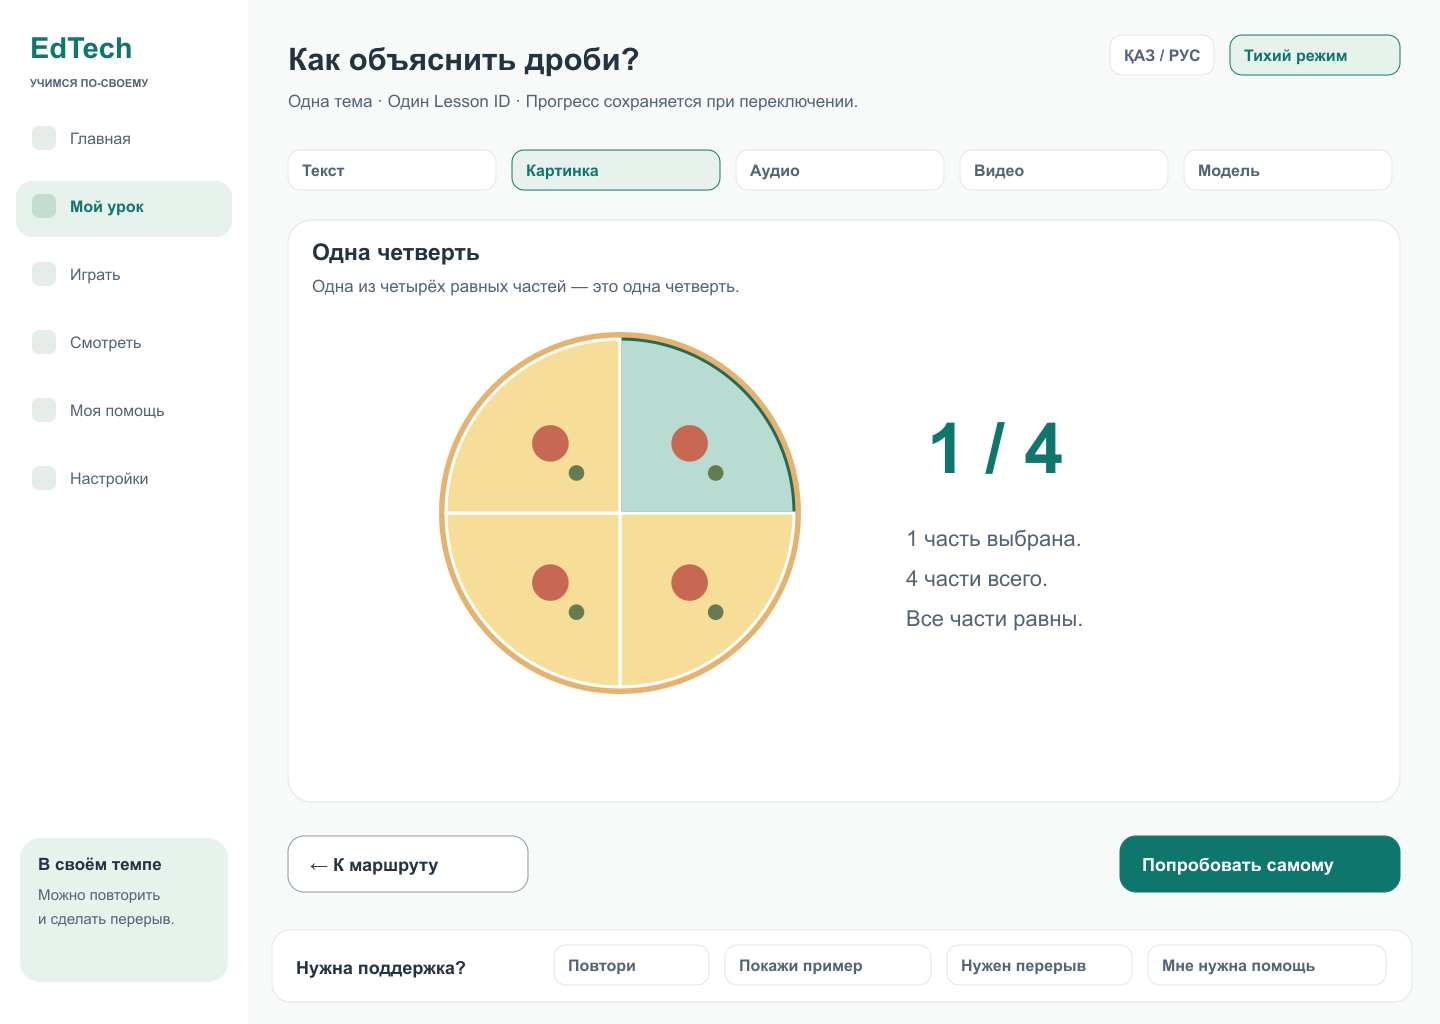 EdTech
УЧИМСЯ ПО-СВОЕМУ
Главная
Мой урок
Играть
Смотреть
Моя помощь
Настройки
В своём темпе
Можно повторить
и сделать перерыв.
Как объяснить дроби?
ҚАЗ / РУС
Тихий режим
Одна тема · Один Lesson ID · Прогресс сохраняется при переключении.
Текст
Картинка
Аудио
Видео
Модель
Одна четверть
Одна из четырёх равных частей — это одна четверть.
1 / 4
1 часть выбрана.
4 части всего.
Все части равны.
← К маршруту
Попробовать самому
Нужна поддержка?
Повтори
Покажи пример
Нужен перерыв
Мне нужна помощь